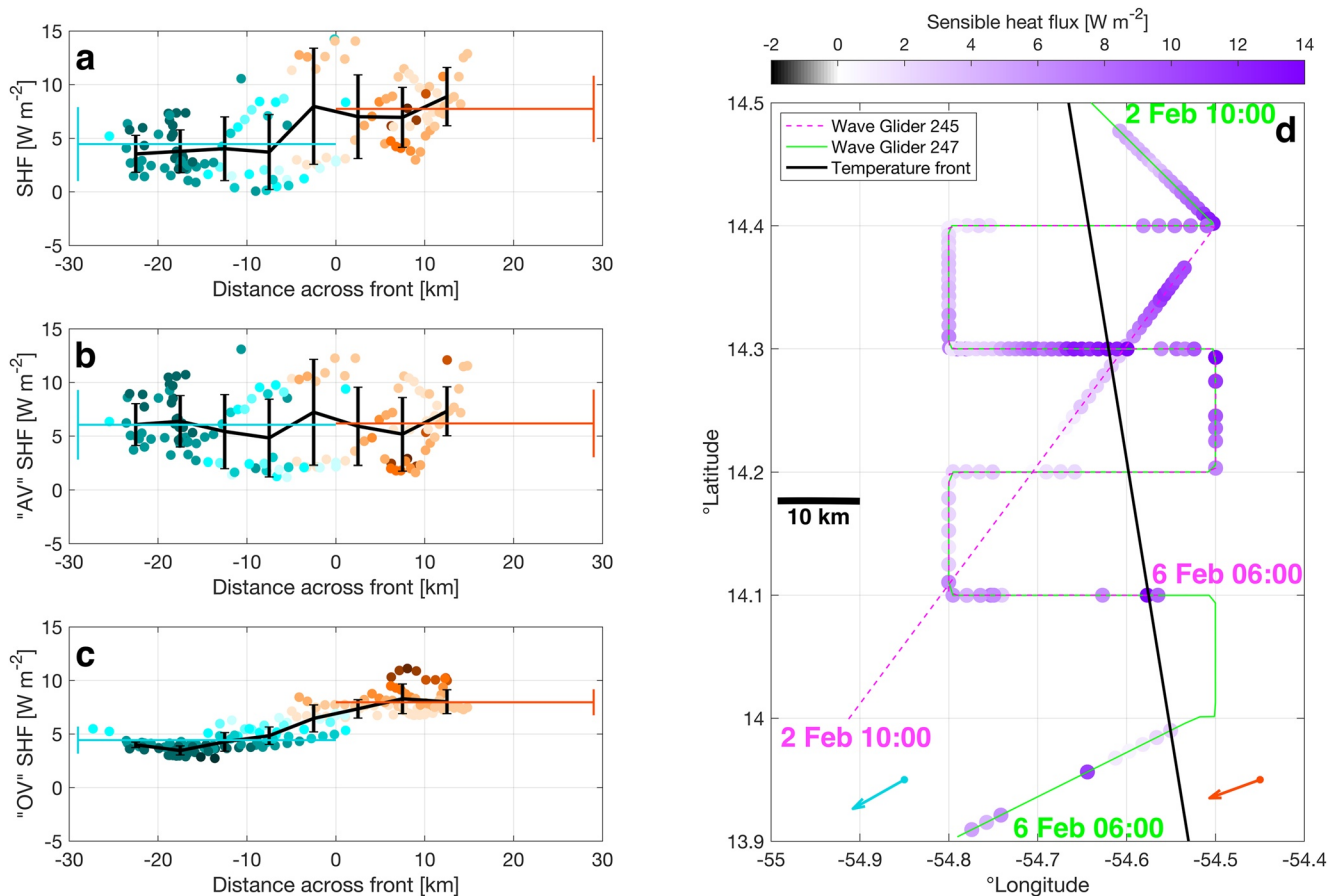 a
15
10
5
0
-5
-30 -20 -10 0 10 20 30
SHF [W m-2]
Distance across front [km]
b
15
10
5
0
-5
-30 -20 -10 0 10 20 30
"AV" SHF [W m-2]
Distance across front [km]
c
15
10
5
0
-5
-30 -20 -10 0 10 20 30
"OV" SHF [W m-2]
Distance across front [km]
Sensible heat flux [W m-2]
-2 0 2 4 6 8 10 12 14
d
Wave Glider 245
Wave Glider 247
Temperature front
2 Feb 10:00
10 km
6 Feb 06:00
2 Feb 10:00
6 Feb 06:00
14.5
14.4
14.3
14.2
14.1
14
13.9
°Latitude
-55 -54.9 -54.8 -54.7 -54.6 -54.5 -54.4
°Longitude